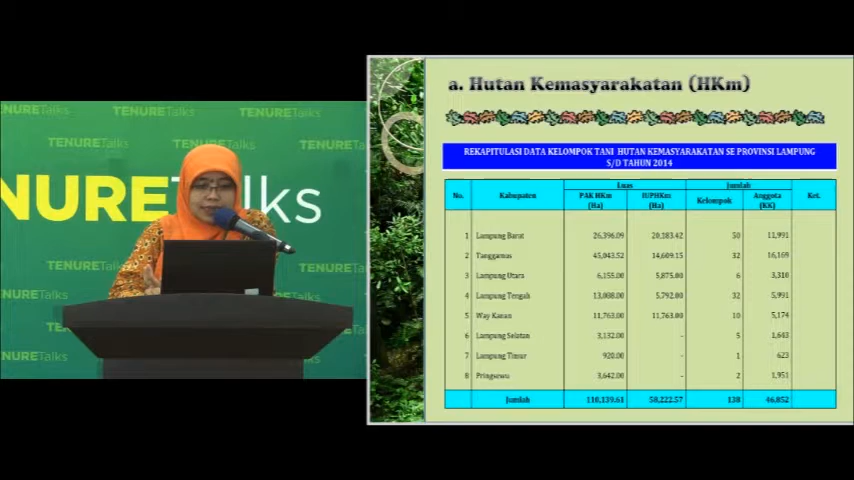 NURETalks
TENURETalks
TENURETalks
TENURETalks
TENURETalks
TENURETalks
NURETalks
TENURETalks
TENURETalks
TENURETalks
TENURETalks
NURETalks
TENURETalks
NURETalks
TENURETalks
a. Hutan Kemasyarakatan (HKm)
REKAPITULASI DATA KELOMPOK TANI HUTAN KEMASYARAKATAN SE PROVINSI LAMPUNG
S/D TAHUN 2014
No. Kabupaten Luas Jumlah Ket.
PAK HKm (Ha) IUPHKm (Ha) Kelompok Anggota (KK)
1 Lampung Barat 26,396.09 20,183.42 50 11,991
2 Tanggamus 45,043.52 14,609.15 32 16,169
3 Lampung Utara 6,155.00 5,875.00 6 3,310
4 Lampung Tengah 13,088.00 5,792.00 32 5,991
5 Way Kanan 11,763.00 11,763.00 10 5,174
6 Lampung Selatan 3,132.00 - 5 1,643
7 Lampung Timur 920.00 - 1 623
8 Pringsewu 3,642.00 - 2 1,951
Jumlah 110,139.61 58,222.57 138 46,852